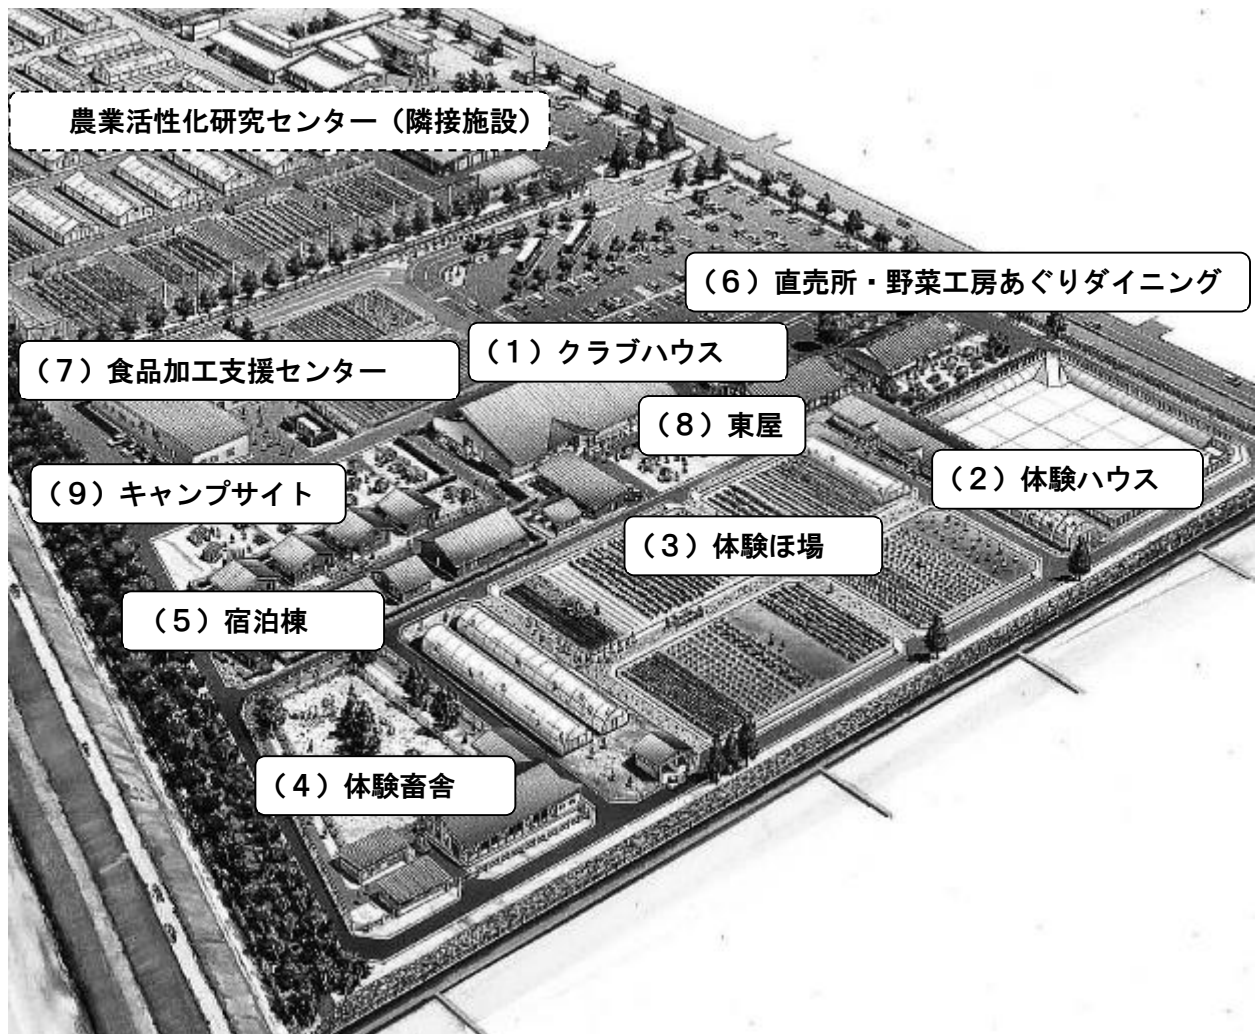 農業活性化研究センター（隣接施設）
（６）直売所・野菜工房あぐりダイニング
（１）クラブハウス
（７）食品加工支援センター
（８）東屋
（２）体験ハウス
（９）キャンプサイト
（３）体験ほ場
（５）宿泊棟
（４）体験畜舎